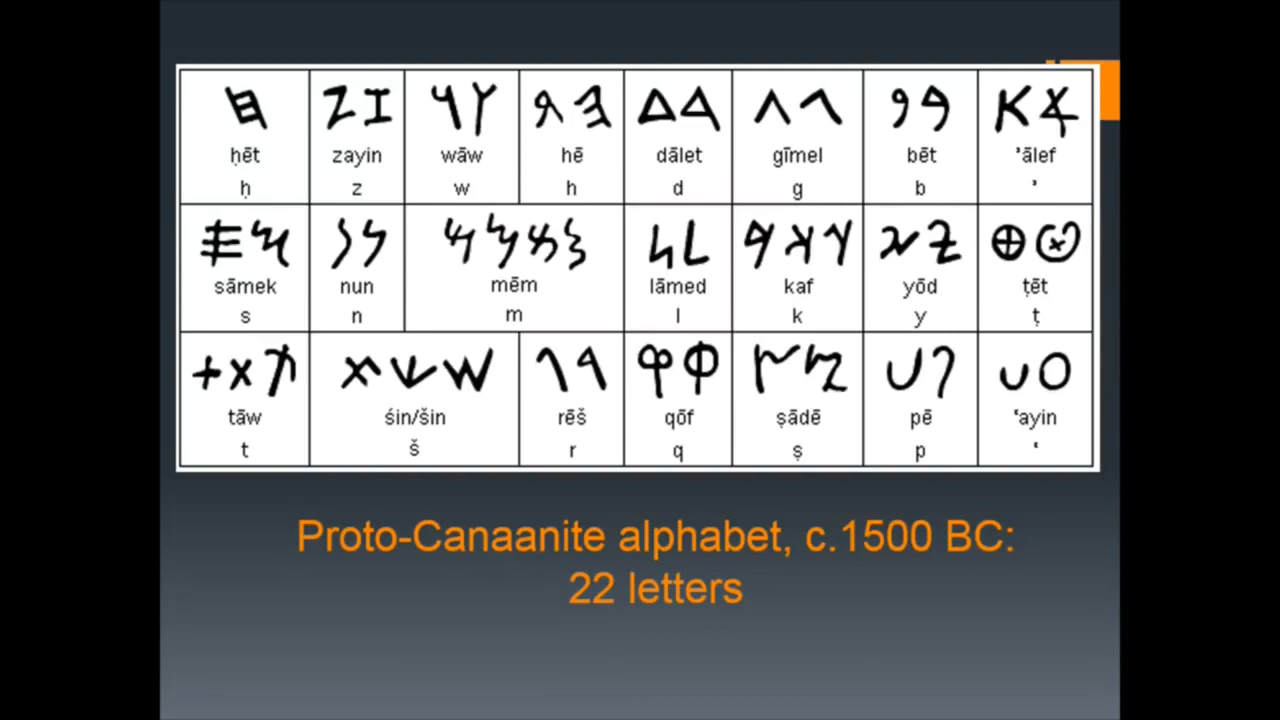 ḥēt zayin wāw hē dālet gīmel bēt ʾālef
ḥ z w h d g b ʾ
sāmek nun mēm lāmed kaf yōd ṭēt
s n m l k y ṭ
tāw śin/šin rēš qōf ṣādē pē ʿayin
t š r q ṣ p ʿ
Proto-Canaanite alphabet, c.1500 BC:
22 letters